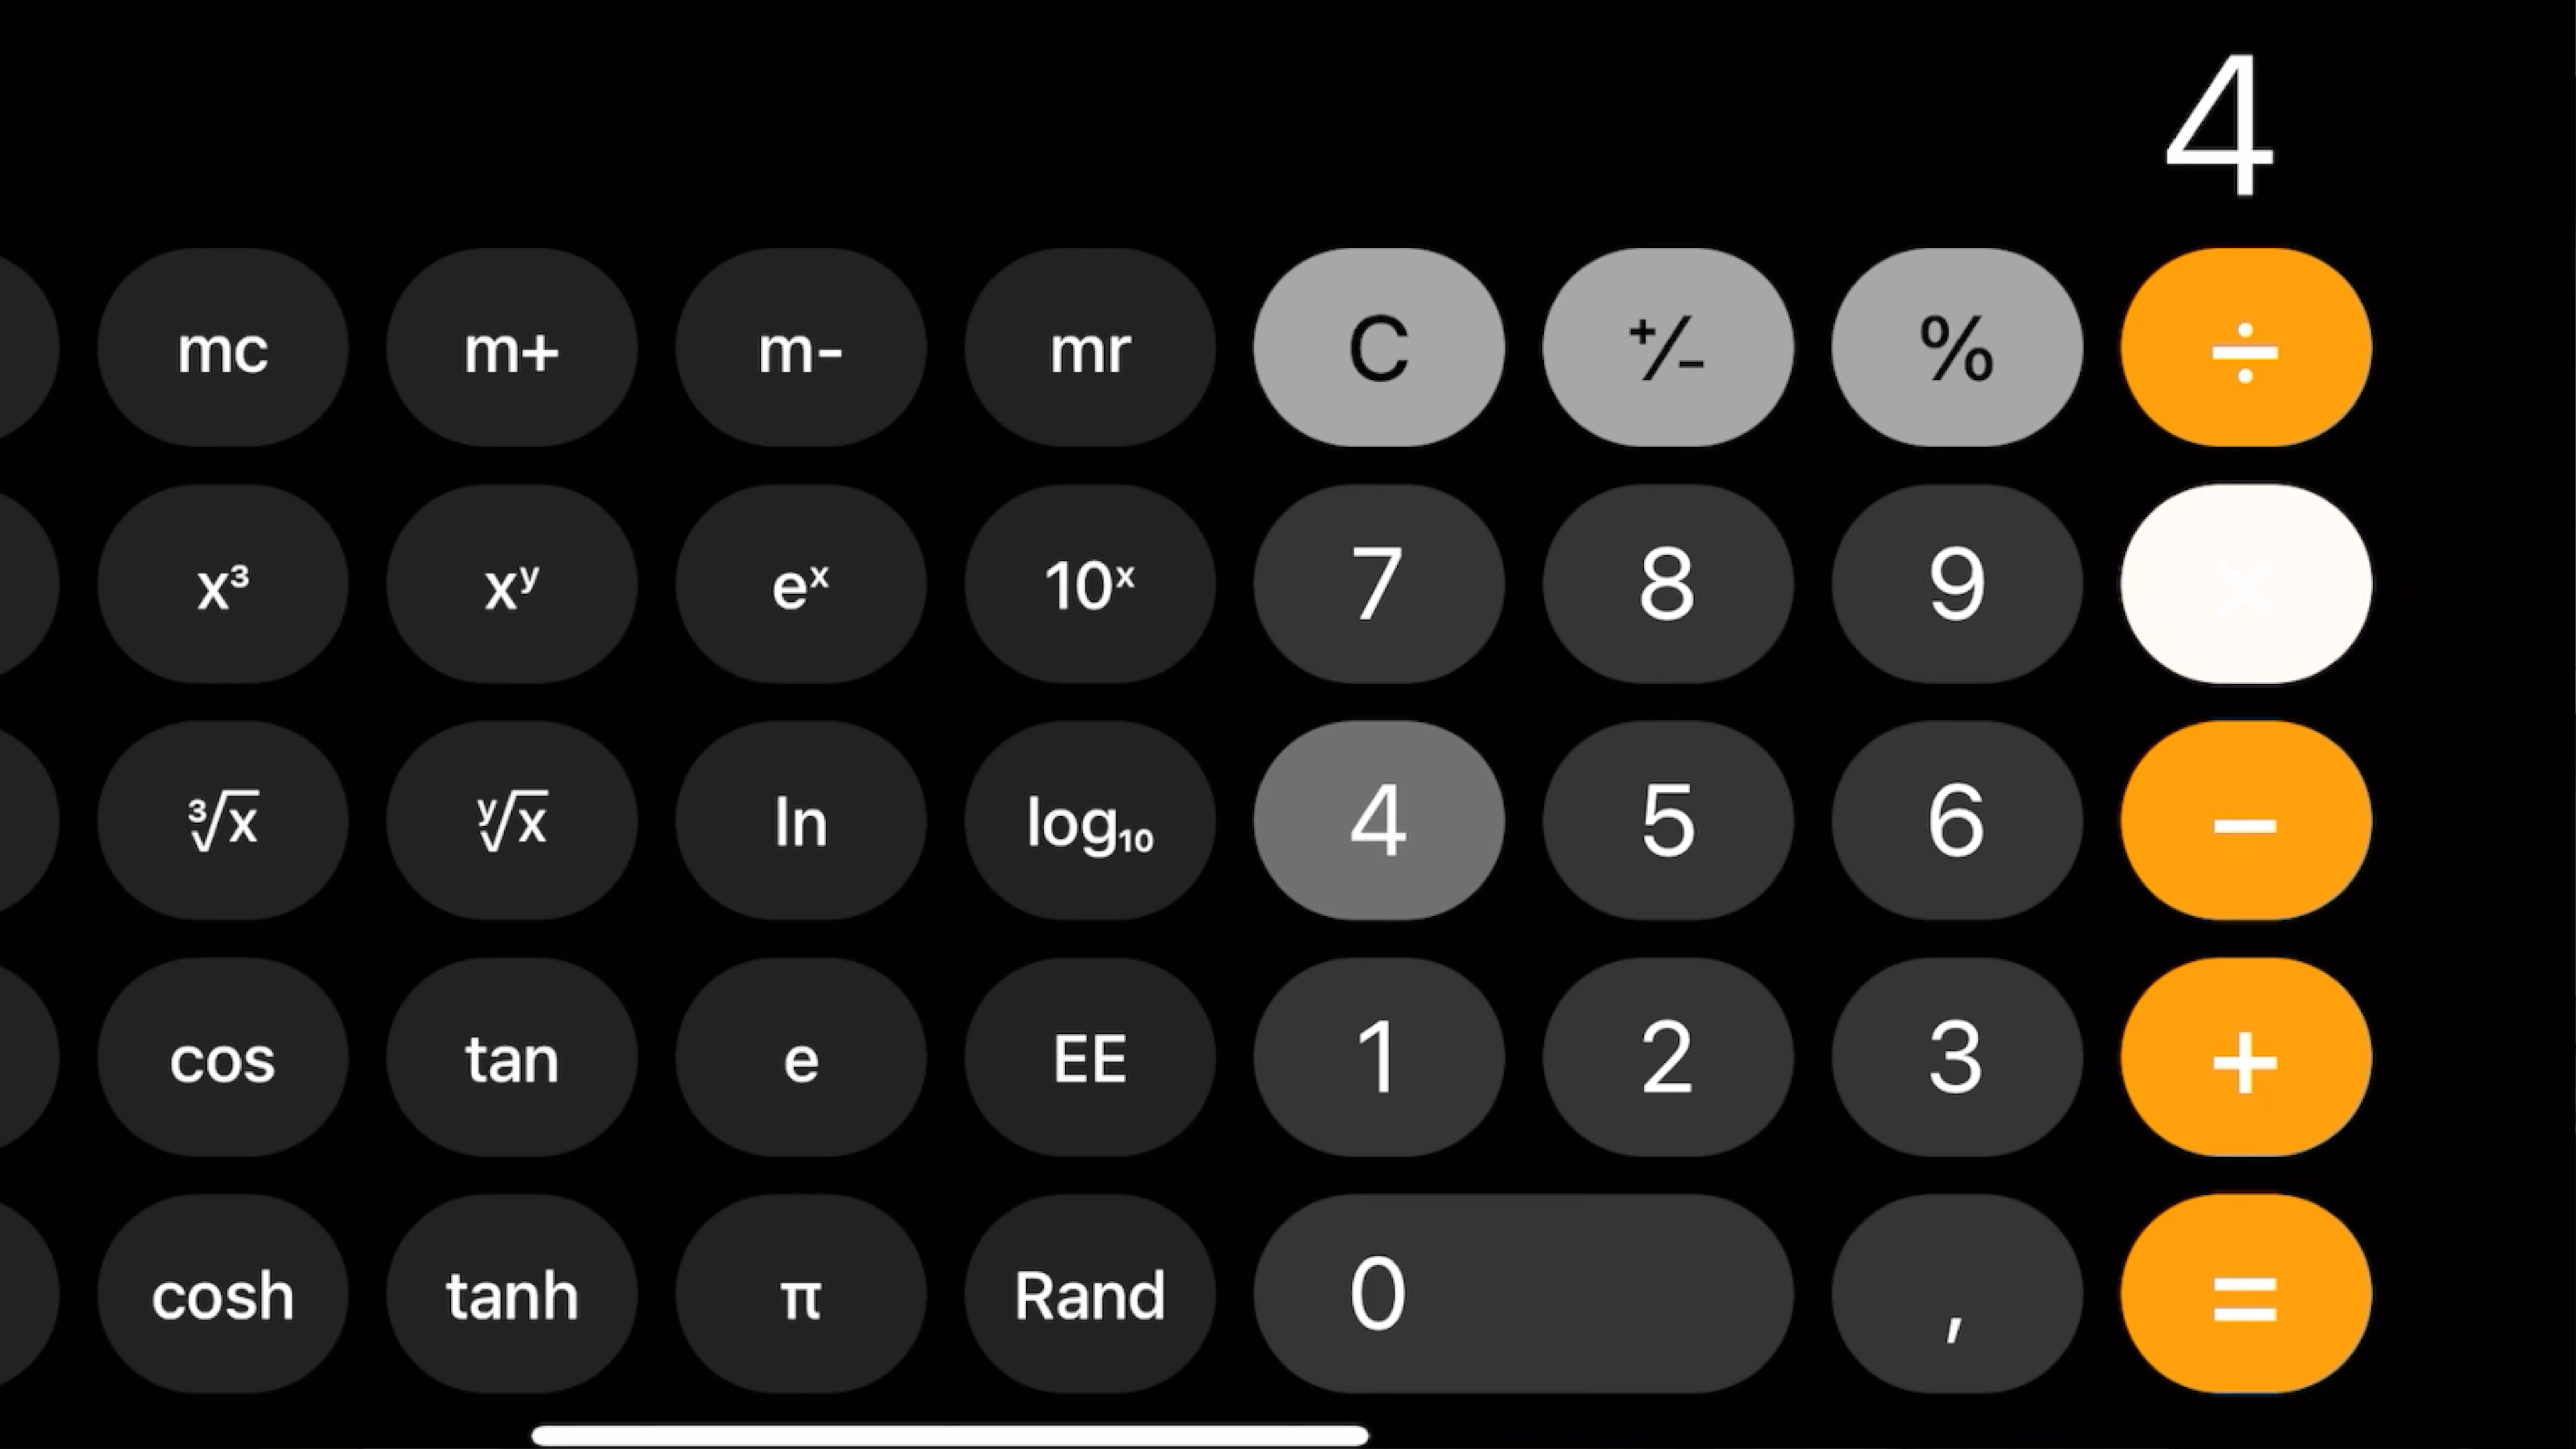 4
mc m+ m- mr C +/- % ÷
x³ xʸ eˣ 10ˣ 7 8 9 ×
³√x ʸ√x ln log₁₀ 4 5 6 −
cos tan e EE 1 2 3 +
cosh tanh π Rand 0 , =